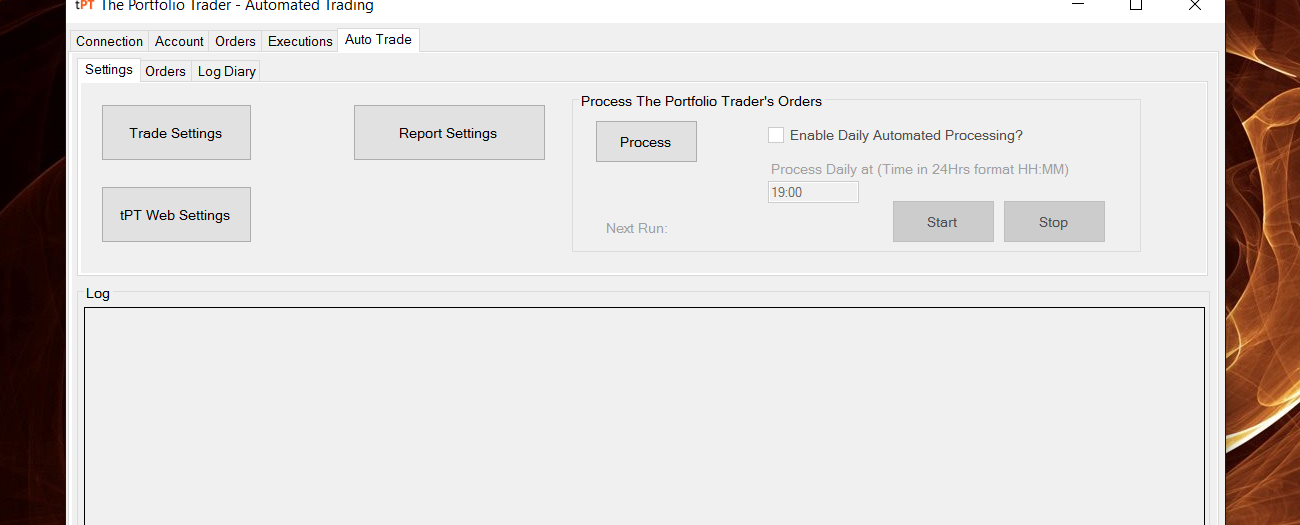 tPT The Portfolio Trader - Automated Trading
Connection Account Orders Executions Auto Trade
Settings Orders Log Diary
Trade Settings
Report Settings
tPT Web Settings
Process The Portfolio Trader's Orders
Process
Enable Daily Automated Processing?
Process Daily at (Time in 24Hrs format HH:MM)
19:00
Next Run:
Start
Stop
Log